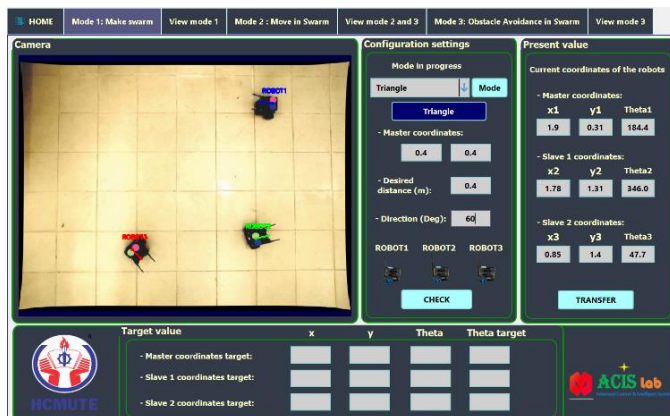 HOME Mode 1: Make swarm View mode 1 Mode 2 : Move in Swarm View mode 2 and 3 Mode 3: Obstacle Avoidance in Swarm View mode 3
Camera
ROBOT1
ROBOT2
ROBOT3
Configuration settings
Mode in progress
Triangle Mode
Triangle
- Master coordinates:
0.4 0.4
- Desired
distance (m): 0.4
- Direction (Deg): 60
ROBOT1 ROBOT2 ROBOT3
CHECK
Present value
Current coordinates of the robots
- Master coordinates:
x1 y1 Theta1
1.9 0.31 184.4
- Slave 1 coordinates:
x2 y2 Theta2
1.78 1.31 346.0
- Slave 2 coordinates:
x3 y3 Theta3
0.85 1.4 47.7
TRANSFER
HCMUTE
Target value x y Theta Theta target
- Master coordinates target:
- Slave 1 coordinates target:
- Slave 2 coordinates target:
ACIS Lab